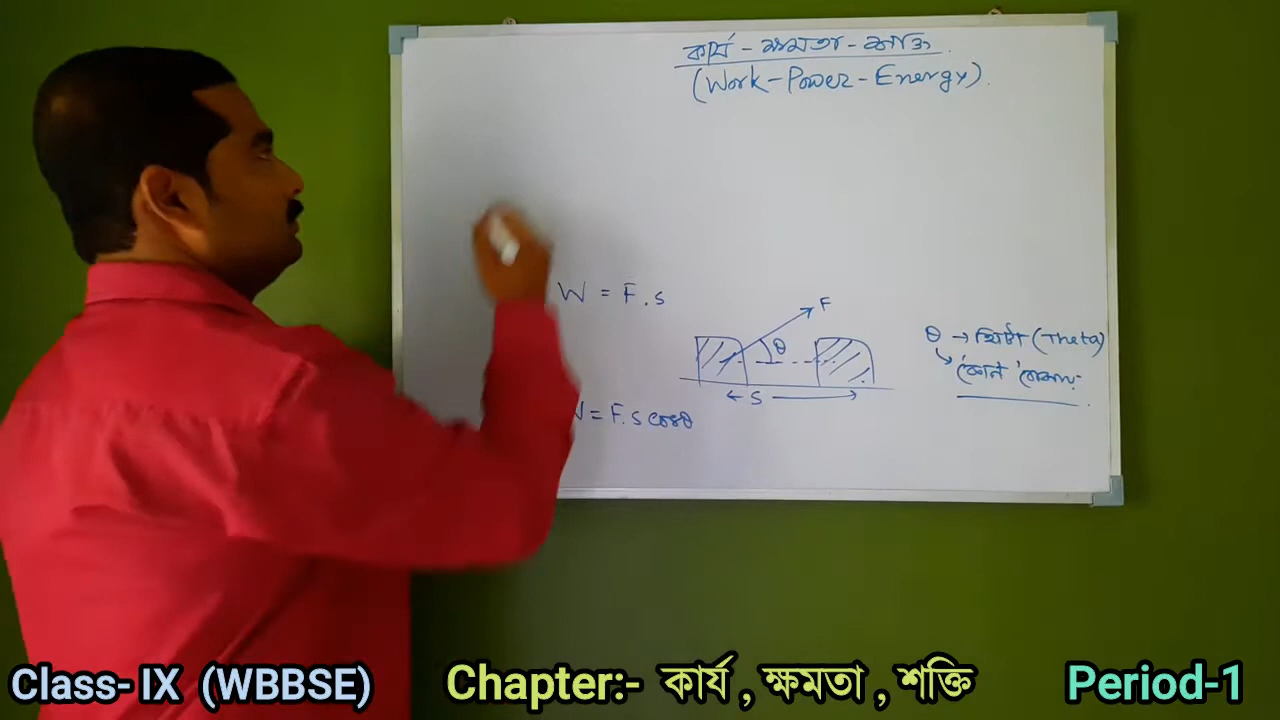 কার্য - ক্ষমতা - শক্তি.
(Work-Power-Energy).
W = F.s
F
θ
θ → থিটা (Theta)
কোন
s
= F.s cosθ
Class- IX (WBBSE)
Chapter:- কার্য , ক্ষমতা , শক্তি
Period-1